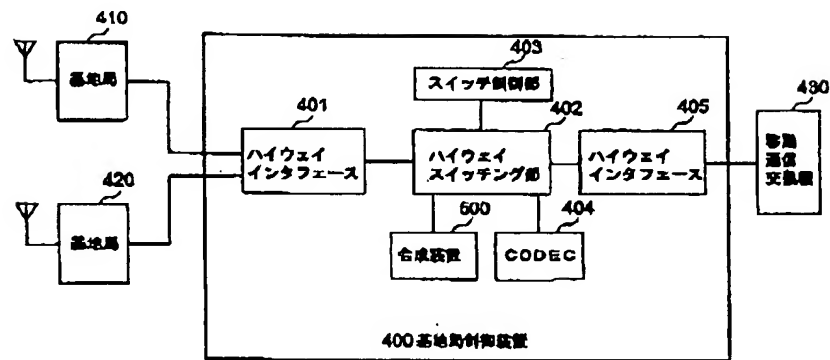 410
基地局
403
スイッチ制御部
401
402
405
430
ハイウェイ
インタフェース
ハイウェイ
スイッチング部
ハイウェイ
インタフェース
移動
通信
交換機
420
基地局
500
404
合成装置
CODEC
400 基地局制御装置